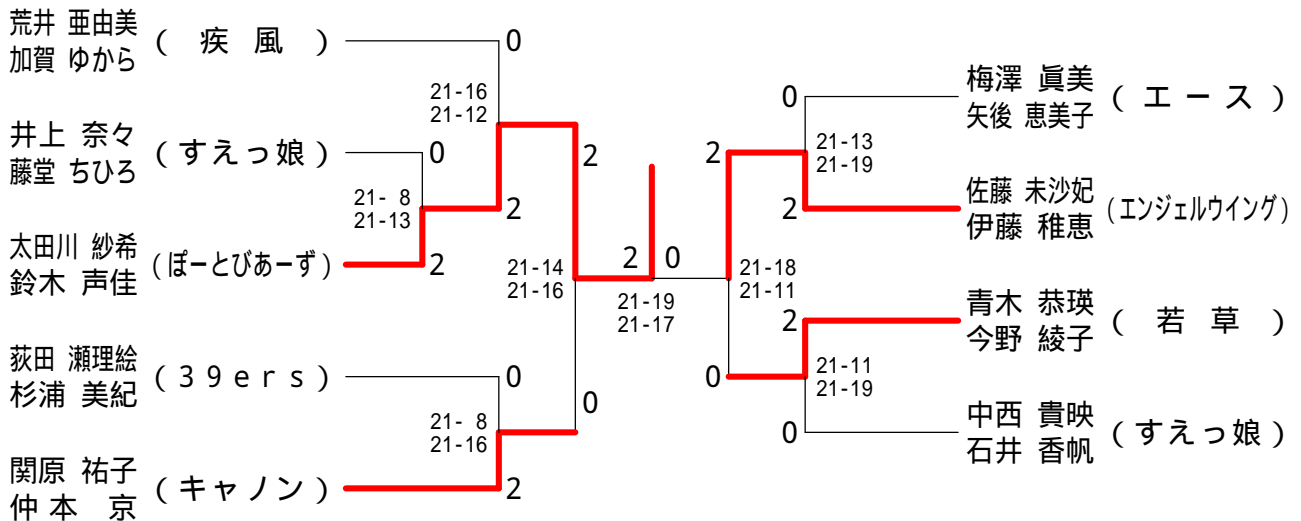 荒井 亜由美
加賀 ゆから
( 疾 風 )
0
21-16
21-12
井上 奈々
藤堂 ちひろ
(すえっ娘)
0
21- 8
21-13
2
2
太田川 紗希
鈴木 声佳
(ぽーとびあーず)
2
21-14
21-16
荻田 瀬理絵
杉浦 美紀
(39ers)
0
21- 8
21-16
0
関原 祐子
仲本 京
(キャノン)
2
2
0
21-19
21-17
梅澤 眞美
矢後 恵美子
(エース)
0
21-13
21-19
2
佐藤 未沙妃
伊藤 稚恵
(エンジェルウイング)
2
21-18
21-11
青木 恭瑛
今野 綾子
( 若 草 )
2
21-11
21-19
0
中西 貴映
石井 香帆
(すえっ娘)
0